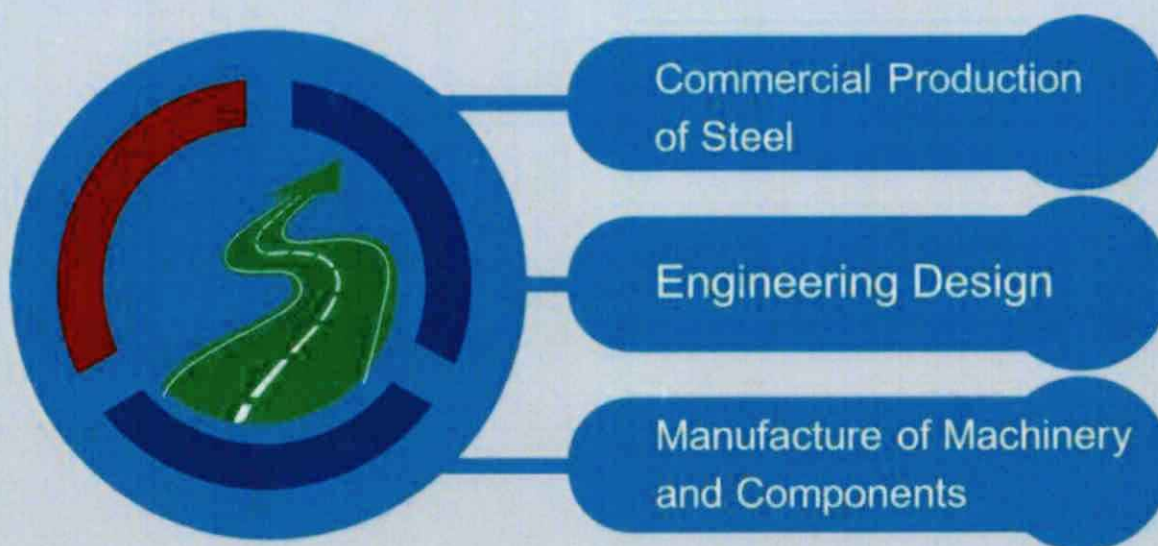 Commercial Production
of Steel
Engineering Design
Manufacture of Machinery
and Components